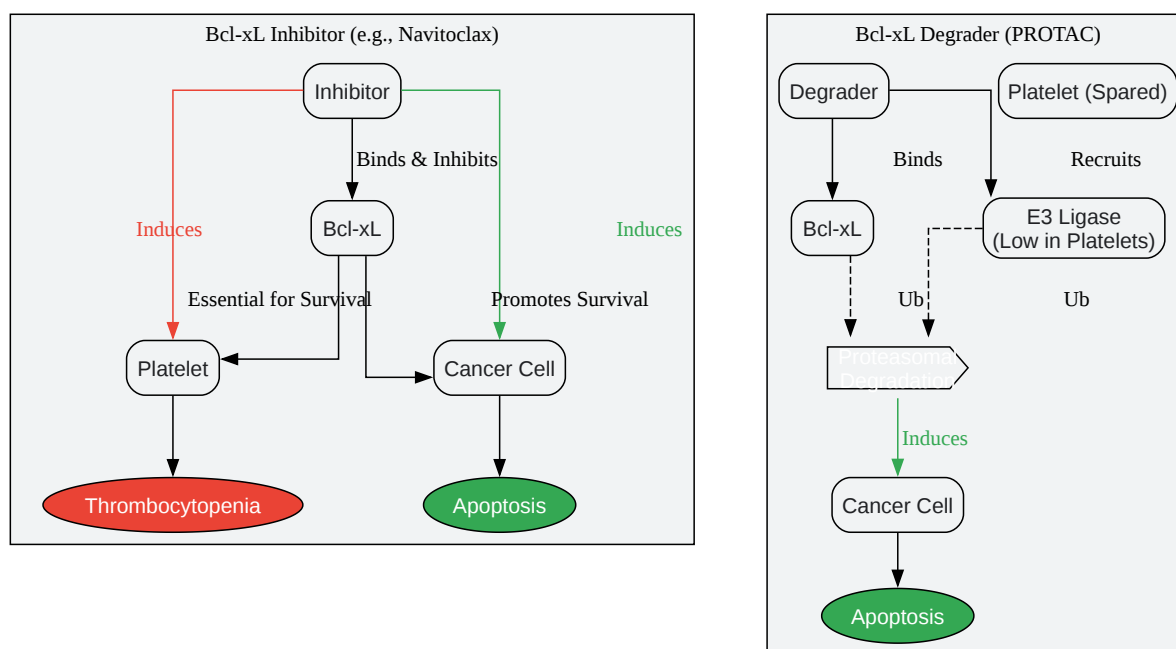 Bcl-xL Inhibitor (e.g., Navitoclax)
Inhibitor
Binds & Inhibits
Bcl-xL
Induces
Induces
Essential for Survival
Promotes Survival
Platelet
Cancer Cell
Thrombocytopenia
Apoptosis
Bcl-xL Degrader (PROTAC)
Degrader
Platelet (Spared)
Binds
Recruits
Bcl-xL
E3 Ligase
(Low in Platelets)
Ub
Ub
Proteasomal
Degradation
Induces
Cancer Cell
Apoptosis